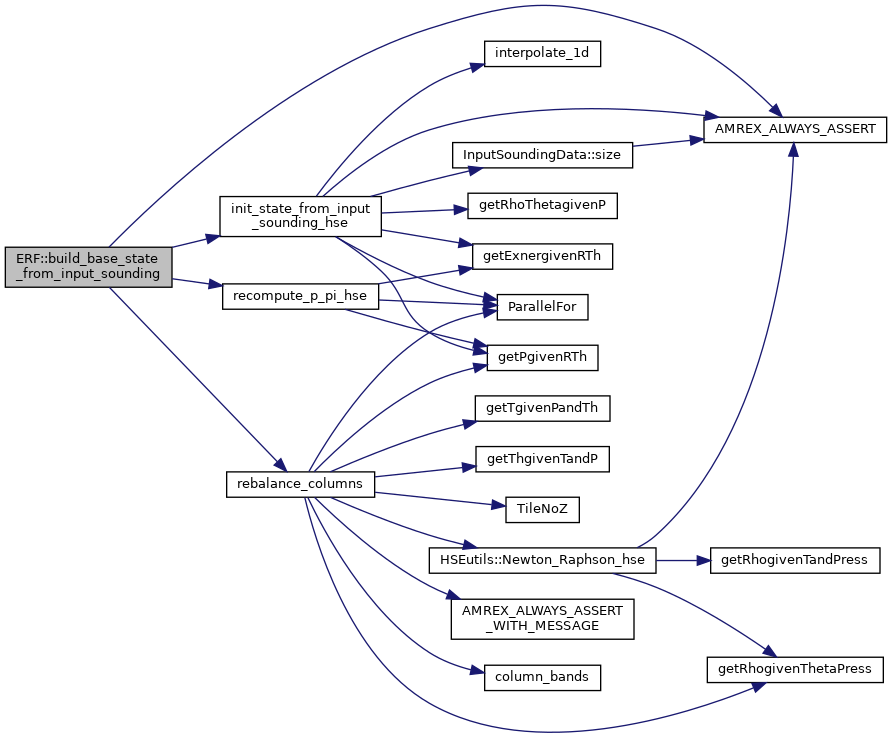 interpolate_1d
AMREX_ALWAYS_ASSERT
InputSoundingData::size
init_state_from_input
_sounding_hse
getRhoThetagivenP
ERF::build_base_state
_from_input_sounding
getExnergivenRTh
recompute_p_pi_hse
ParallelFor
getPgivenRTh
getTgivenPandTh
getThgivenTandP
rebalance_columns
TileNoZ
HSEutils::Newton_Raphson_hse
getRhogivenTandPress
AMREX_ALWAYS_ASSERT
_WITH_MESSAGE
getRhogivenThetaPress
column_bands